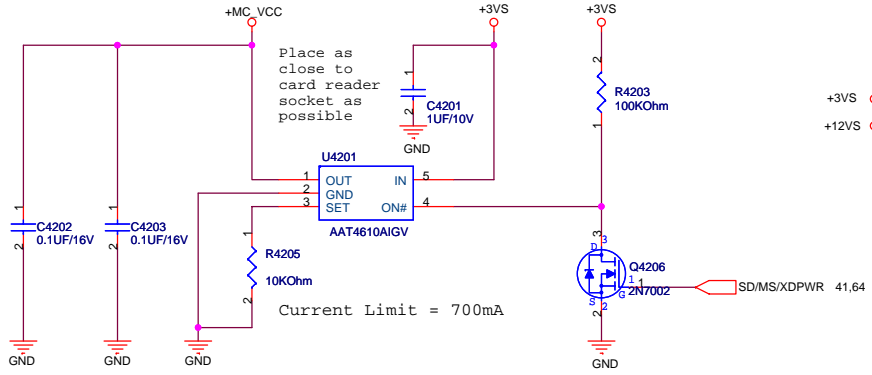 +MC_VCC
+3VS
+3VS
Place as
close to
card reader
socket as
possible
1
C4201
1UF/10V
2
GND
2
R4203
100KOhm
1
+3VS
+12VS
U4201
1 OUT IN 5
2 GND
3 SET ON# 4
AAT4610AIGV
1
C4202
0.1UF/16V
2
1
C4203
0.1UF/16V
2
1
R4205
10KOhm
2
Current Limit = 700mA
3
D 3
Q4206
1 1
2N7002
G
S 2
2
SD/MS/XDPWR 41,64
GND
GND
GND
GND